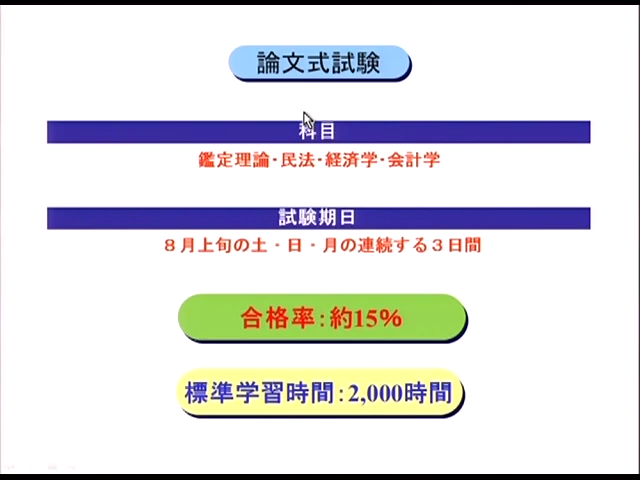 論文式試験
科目
鑑定理論・民法・経済学・会計学
試験期日
８月上旬の土・日・月の連続する３日間
合格率：約15％
標準学習時間：2,000時間